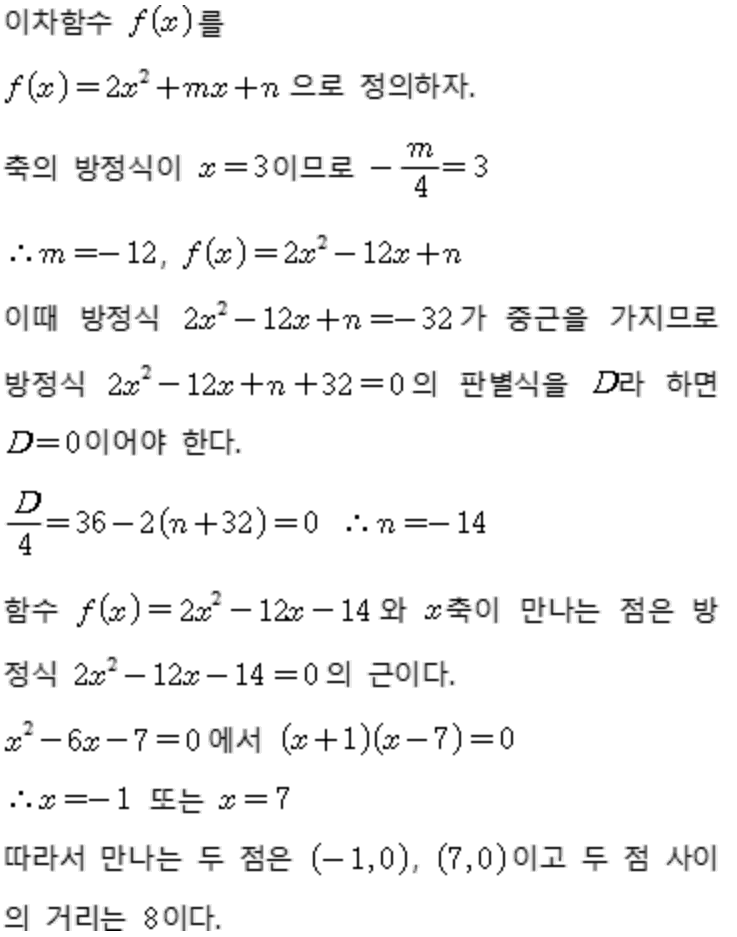 이차함수 f(x)를
f(x)=2x²+mx+n 으로 정의하자.
축의 방정식이 x=3이므로 -m/4=3
∴m=-12, f(x)=2x²-12x+n
이때 방정식 2x²-12x+n=-32가 중근을 가지므로
방정식 2x²-12x+n+32=0의 판별식을 D라 하면
D=0이어야 한다.
D/4=36-2(n+32)=0 ∴n=-14
함수 f(x)=2x²-12x-14와 x축이 만나는 점은 방
정식 2x²-12x-14=0의 근이다.
x²-6x-7=0에서 (x+1)(x-7)=0
∴x=-1 또는 x=7
따라서 만나는 두 점은 (-1,0), (7,0)이고 두 점 사이
의 거리는 8이다.